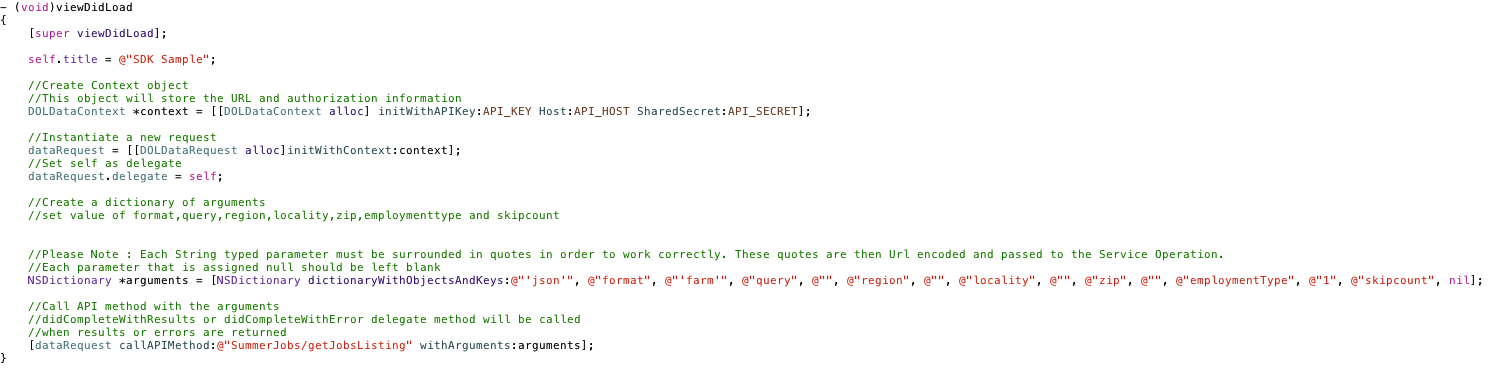 - (void)viewDidLoad
{
    [super viewDidLoad];

    self.title = @"SDK Sample";

    //Create Context object
    //This object will store the URL and authorization information
    DOLDataContext *context = [[DOLDataContext alloc] initWithAPIKey:API_KEY Host:API_HOST SharedSecret:API_SECRET];

    //Instantiate a new request
    dataRequest = [[DOLDataRequest alloc]initWithContext:context];
    //Set self as delegate
    dataRequest.delegate = self;

    //Create a dictionary of arguments
    //set value of format,query,region,locality,zip,employmenttype and skipcount


    //Please Note : Each String typed parameter must be surrounded in quotes in order to work correctly. These quotes are then Url encoded and passed to the Service Operation.
    //Each parameter that is assigned null should be left blank
    NSDictionary *arguments = [NSDictionary dictionaryWithObjectsAndKeys:@"'json'", @"format", @"'farm'", @"query", @"", @"region", @"", @"locality", @"", @"zip", @"", @"employmentType", @"1", @"skipcount", nil];

    //Call API method with the arguments
    //didCompleteWithResults or didCompleteWithError delegate method will be called
    //when results or errors are returned
    [dataRequest callAPIMethod:@"SummerJobs/getJobsListing" withArguments:arguments];
}